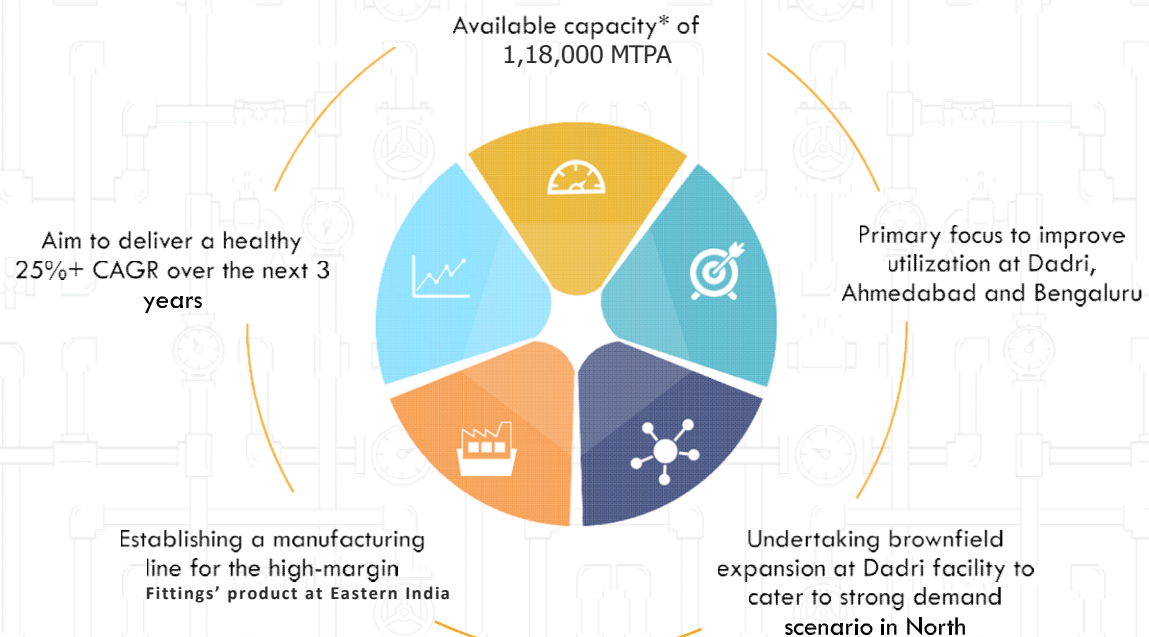 Available capacity* of
1,18,000 MTPA
Aim to deliver a healthy
25%+ CAGR over the next 3
years
Primary focus to improve
utilization at Dadri,
Ahmedabad and Bengaluru
Establishing a manufacturing
line for the high-margin
Fittings’ product at Eastern India
Undertaking brownfield
expansion at Dadri facility to
cater to strong demand
scenario in North